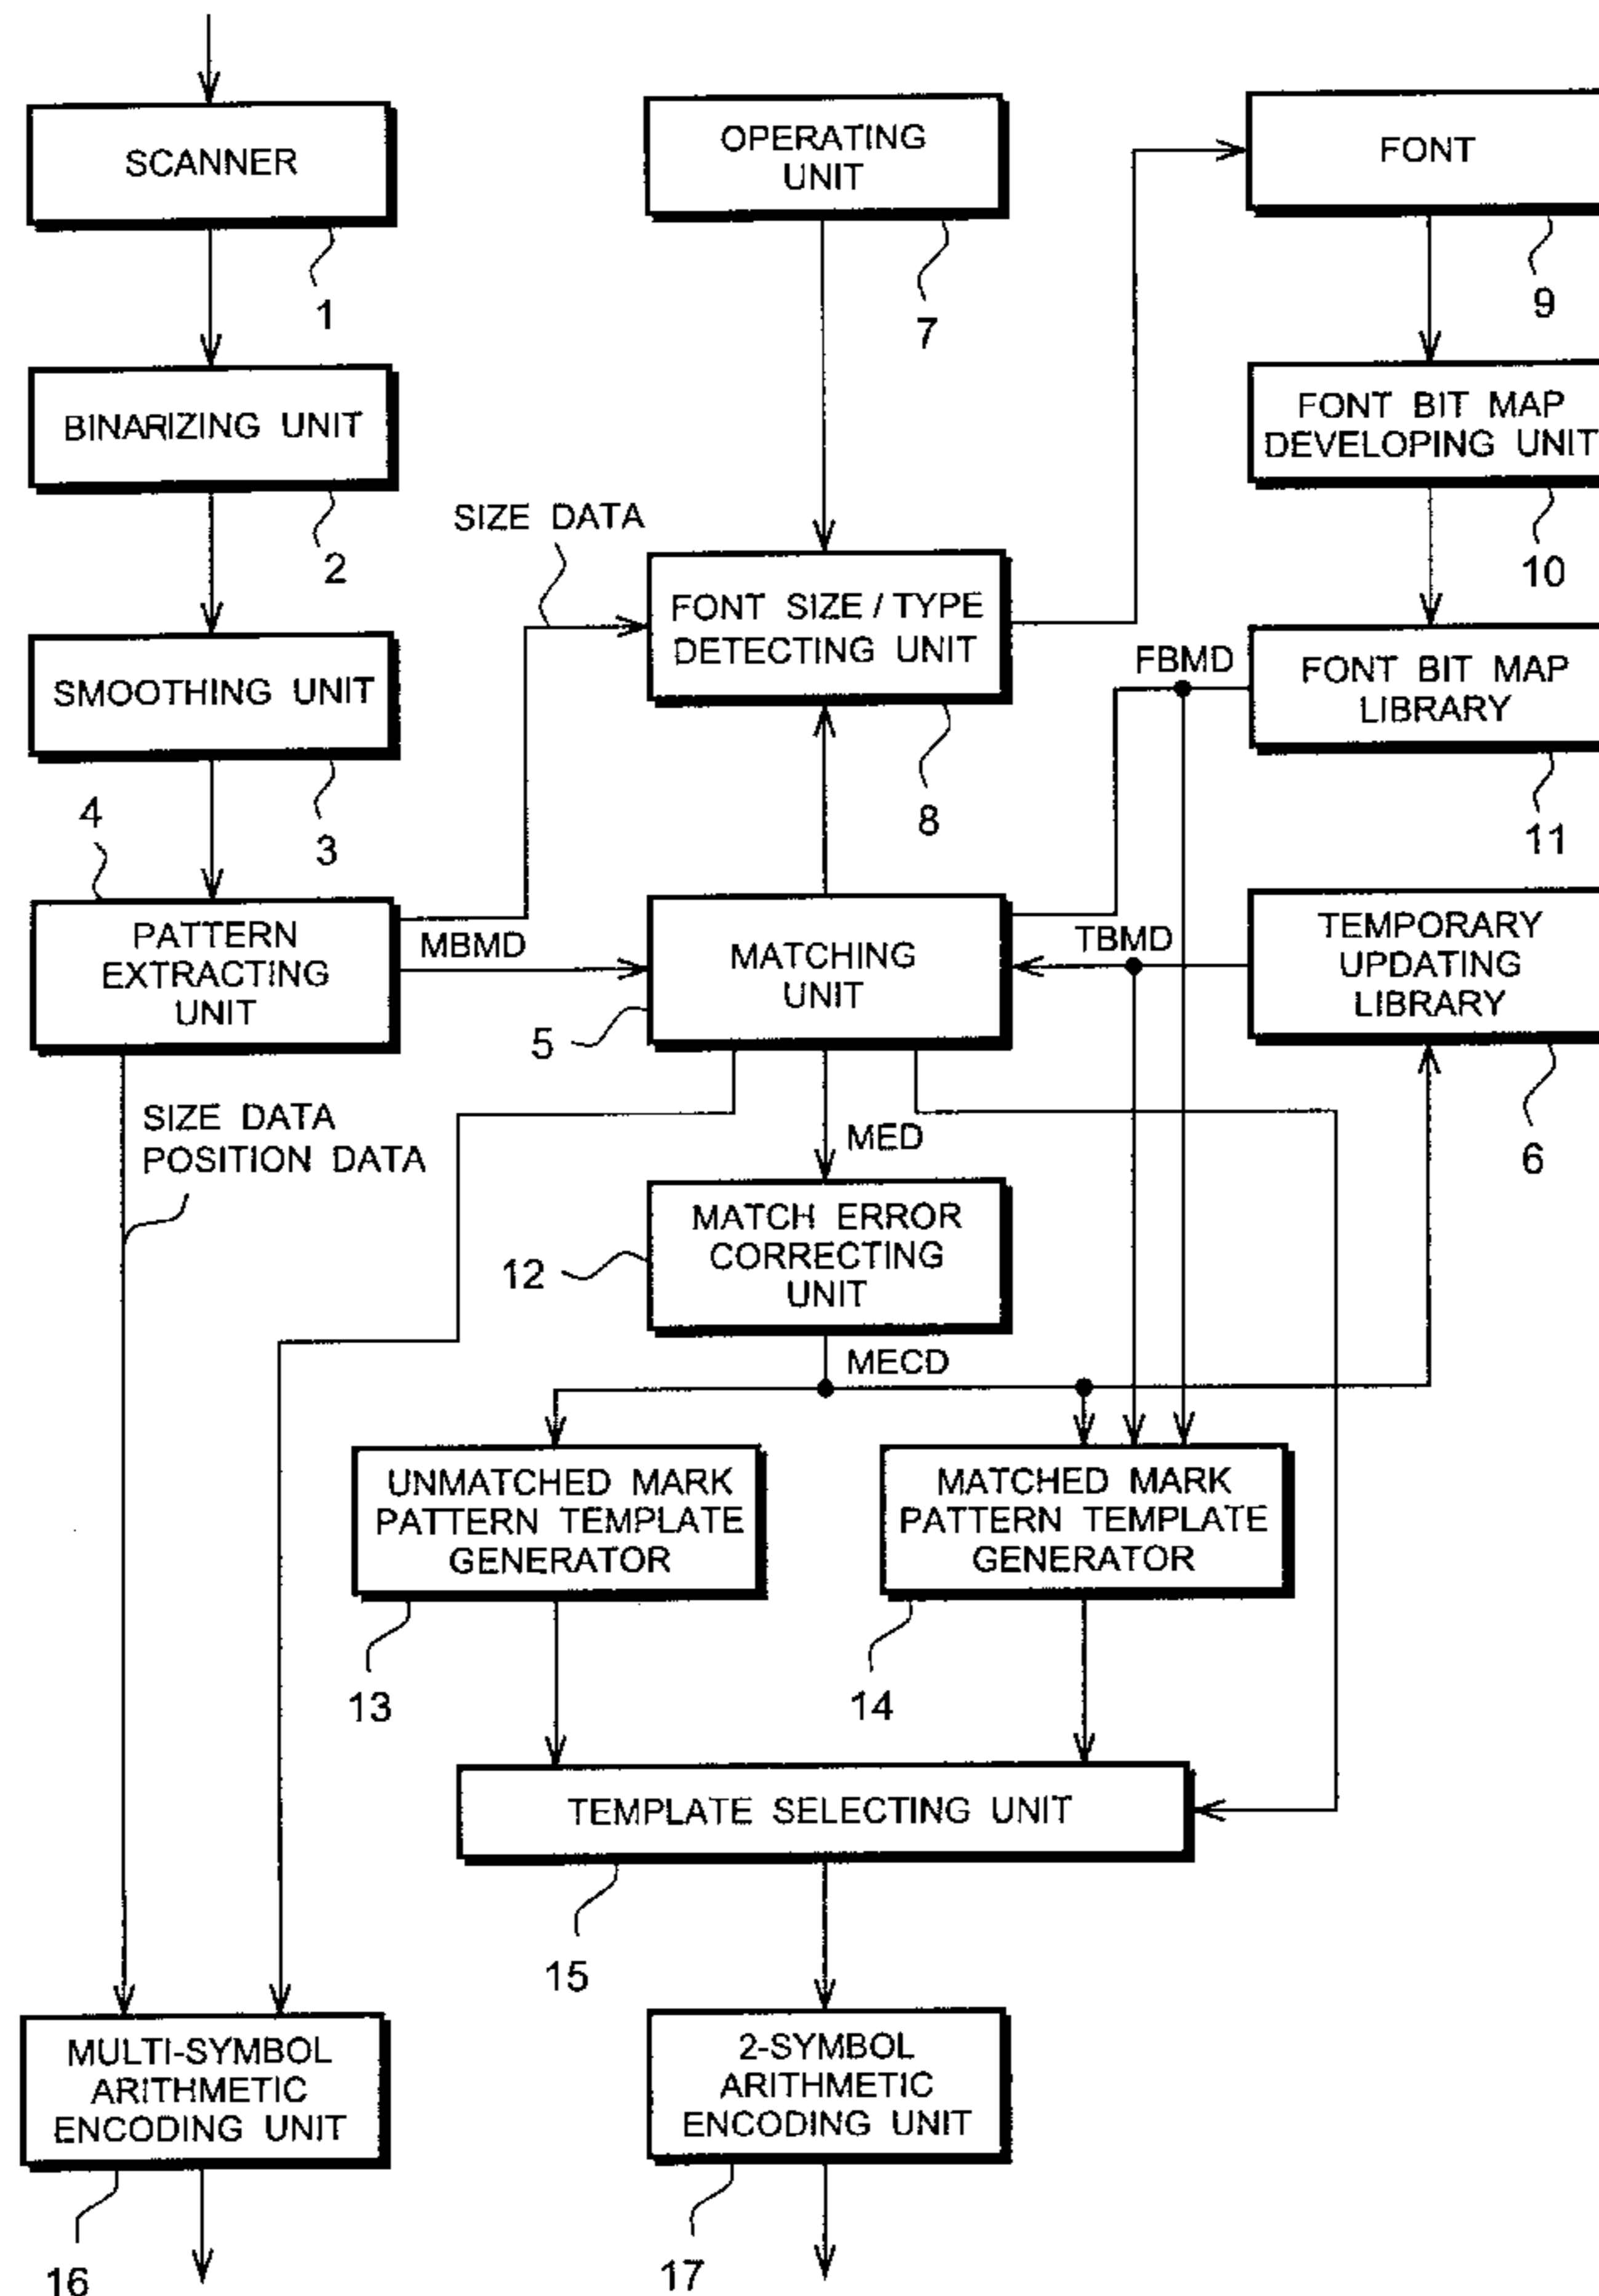 SCANNER
1
OPERATING
UNIT
7
FONT
9
BINARIZING UNIT
2
FONT BIT MAP
DEVELOPING UNIT
10
SIZE DATA
FONT SIZE / TYPE
DETECTING UNIT
8
SMOOTHING UNIT
3
FBMD
FONT BIT MAP
LIBRARY
11
4
PATTERN
EXTRACTING
UNIT
MBMD
MATCHING
UNIT
5
TBMD
TEMPORARY
UPDATING
LIBRARY
6
SIZE DATA
POSITION DATA
MED
MATCH ERROR
CORRECTING
UNIT
12
MECD
UNMATCHED MARK
PATTERN TEMPLATE
GENERATOR
13
MATCHED MARK
PATTERN TEMPLATE
GENERATOR
14
TEMPLATE SELECTING UNIT
15
MULTI-SYMBOL
ARITHMETIC
ENCODING UNIT
16
2-SYMBOL
ARITHMETIC
ENCODING UNIT
17